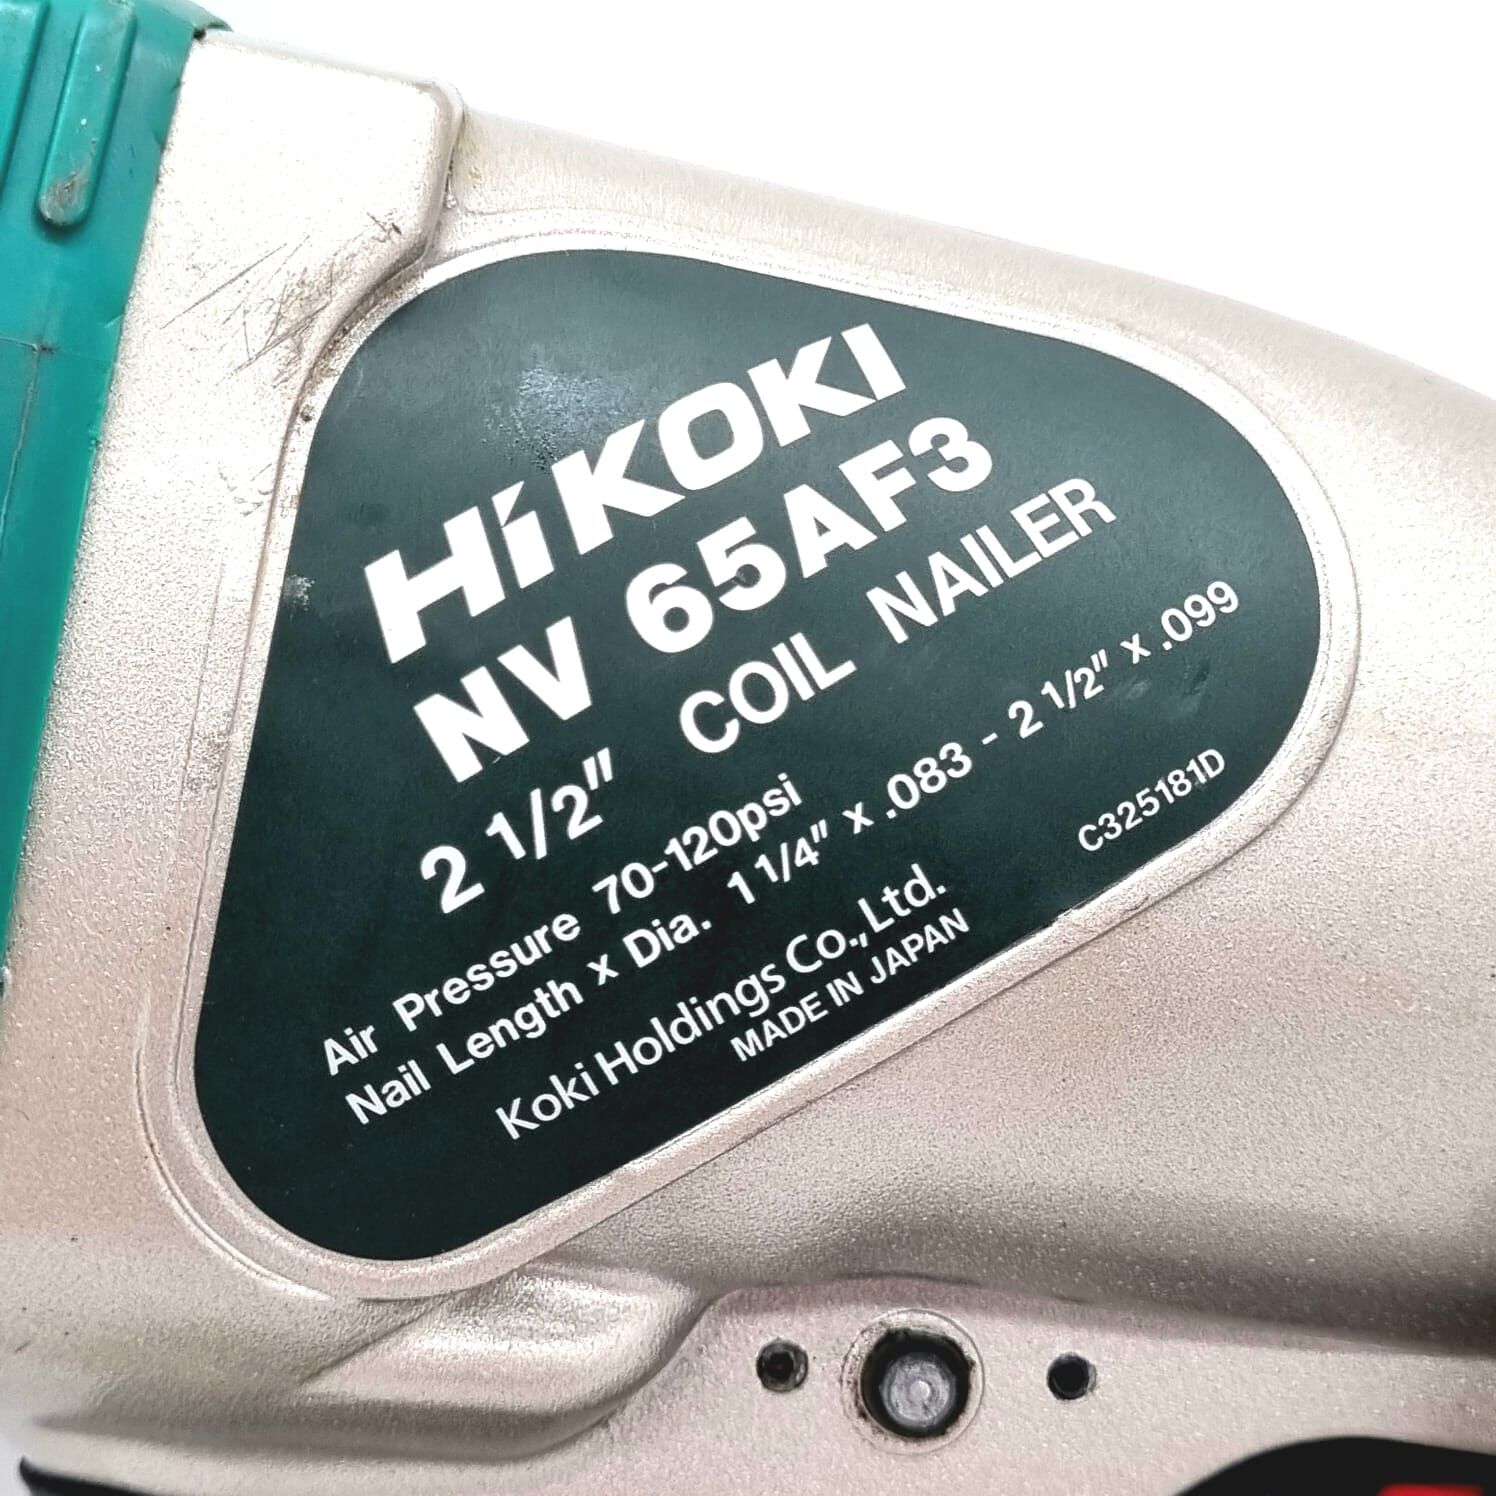 HiKOKI
NV 65AF3
2 1/2" COIL NAILER
Air Pressure 70-120psi
Nail Length x Dia. 1 1/4" x .083 - 2 1/2" x .099
Koki Holdings Co., Ltd.
MADE IN JAPAN
C325181D